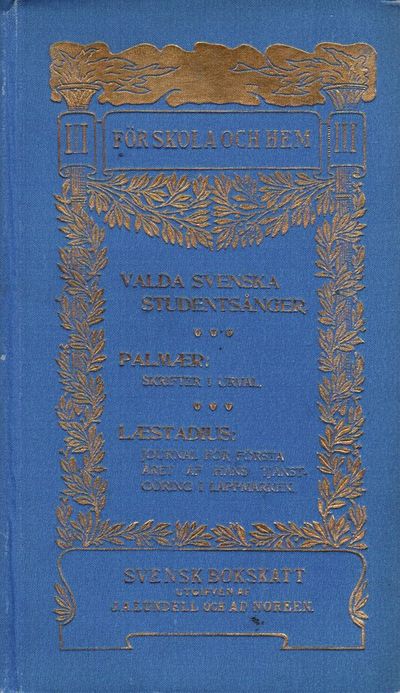 III FÖR SKOLA OCH HEM III
VALDA SVENSKA
STUDENTSÅNGER
PALMÆR:
SKRIFTER I URVAL.
LÆSTADIUS:
JOURNAL FÖR FÖRSTA
ÅRET AF HANS TJÄNST-
GÖRING I LAPPMARKEN.
SVENSK BOKSKATT
UTGIFVEN AF
J.A.LUNDELL OCH AD. NOREEN.